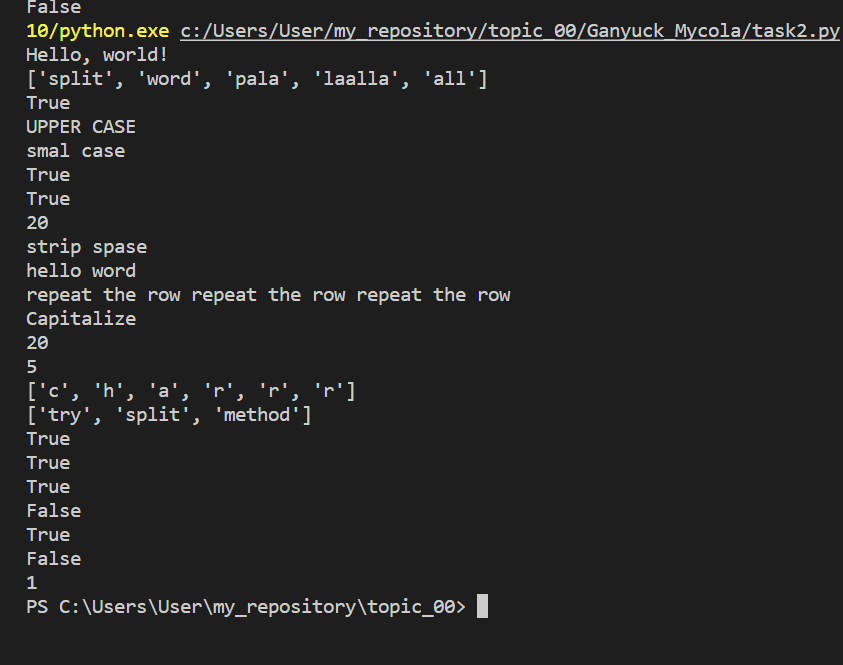 False
10/python.exe c:/Users/User/my_repository/topic_00/Ganyuck_Mycola/task2.py
Hello, world!
['split', 'word', 'pala', 'laalla', 'all']
True
UPPER CASE
smal case
True
True
20
strip spase
hello word
repeat the row repeat the row repeat the row
Capitalize
20
5
['c', 'h', 'a', 'r', 'r', 'r']
['try', 'split', 'method']
True
True
True
False
True
False
1
PS C:\Users\User\my_repository\topic_00>